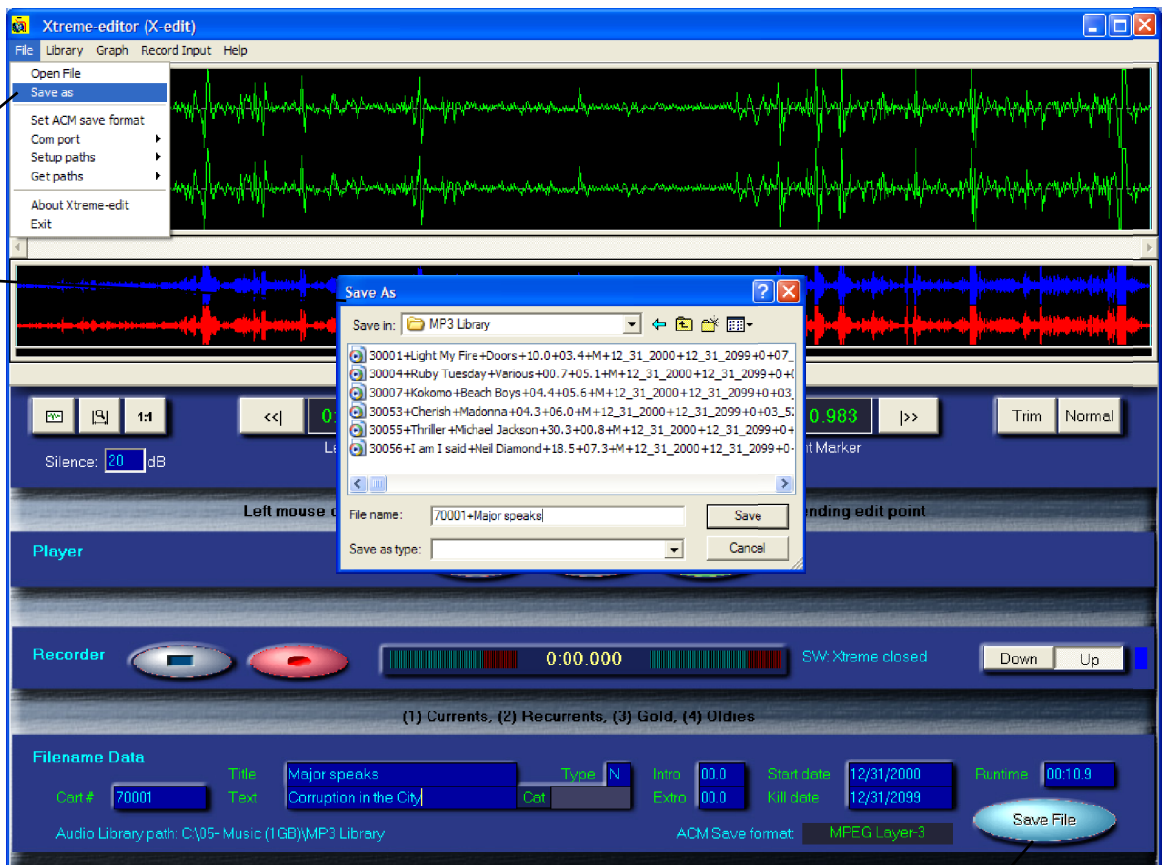 Xtreme-editor (X-edit)
File Library Graph Record Input Help
Open File
Save as
Set ACM save format
Com port
Setup paths
Get paths
About Xtreme-edit
Exit
Save As
Save in: MP3 Library
30001+Light My Fire+Doors+10.0+03.4+M+12_31_2000+12_31_2099+0+07_
30004+Ruby Tuesday+Various+00.7+05.1+M+12_31_2000+12_31_2099+0+
30007+Kokomo+Beach Boys+04.4+05.6+M+12_31_2000+12_31_2099+0+03_
30053+Cherish+Madonna+04.3+06.0+M+12_31_2000+12_31_2099+0+03_5
30055+Thriller+Michael Jackson+30.3+00.8+M+12_31_2000+12_31_2099+0+
30056+I am I said+Neil Diamond+18.5+07.3+M+12_31_2000+12_31_2099+0-
File name: 70001+Major speaks
Save
Save as type:
Cancel
1:1 <<| 0.983 |>> Trim Normal
Silence: 20 dB
Marker
Left mouse ending edit point
Player
Recorder 0:00.000 SW: Xtreme closed Down Up
(1) Currents, (2) Recurrents, (3) Gold, (4) Oldies
Filename Data
Title Major speaks Type N Intro 00.0 Start date 12/31/2000 Runtime 00:10.9
Cart # 70001 Text Corruption in the City Cat Extro 00.0 Kill date 12/31/2099
Audio Library path: C:\05- Music (1GB)\MP3 Library ACM Save format: MPEG Layer-3
Save File